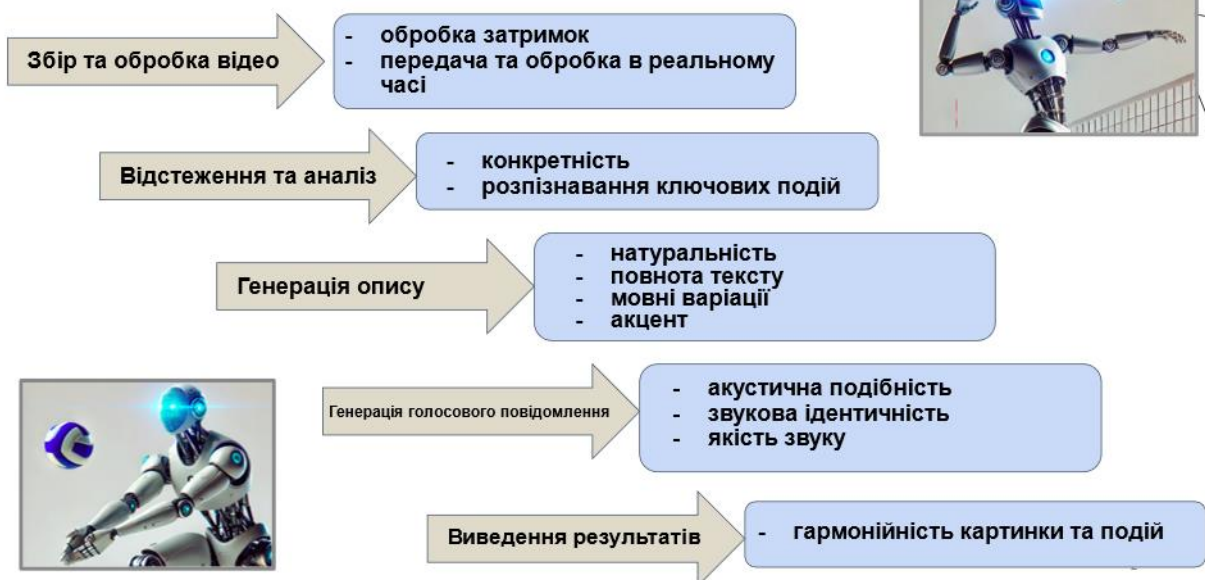 Збір та обробка відео
- обробка затримок
- передача та обробка в реальному
часі
Відстеження та аналіз
- конкретність
- розпізнавання ключових подій
Генерація опису
- натуральність
- повнота тексту
- мовні варіації
- акцент
Генерація голосового повідомлення
- акустична подібність
- звукова ідентичність
- якість звуку
Виведення результатів
- гармонійність картинки та подій